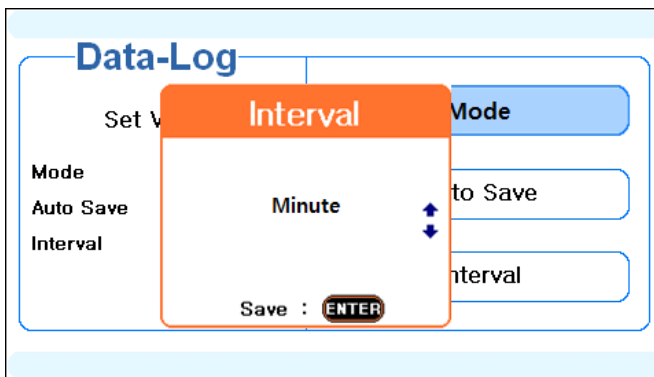 Data-Log
Set
Mode
Auto Save
Interval
Interval
Minute
Save : ENTER
Mode
to Save
nterval